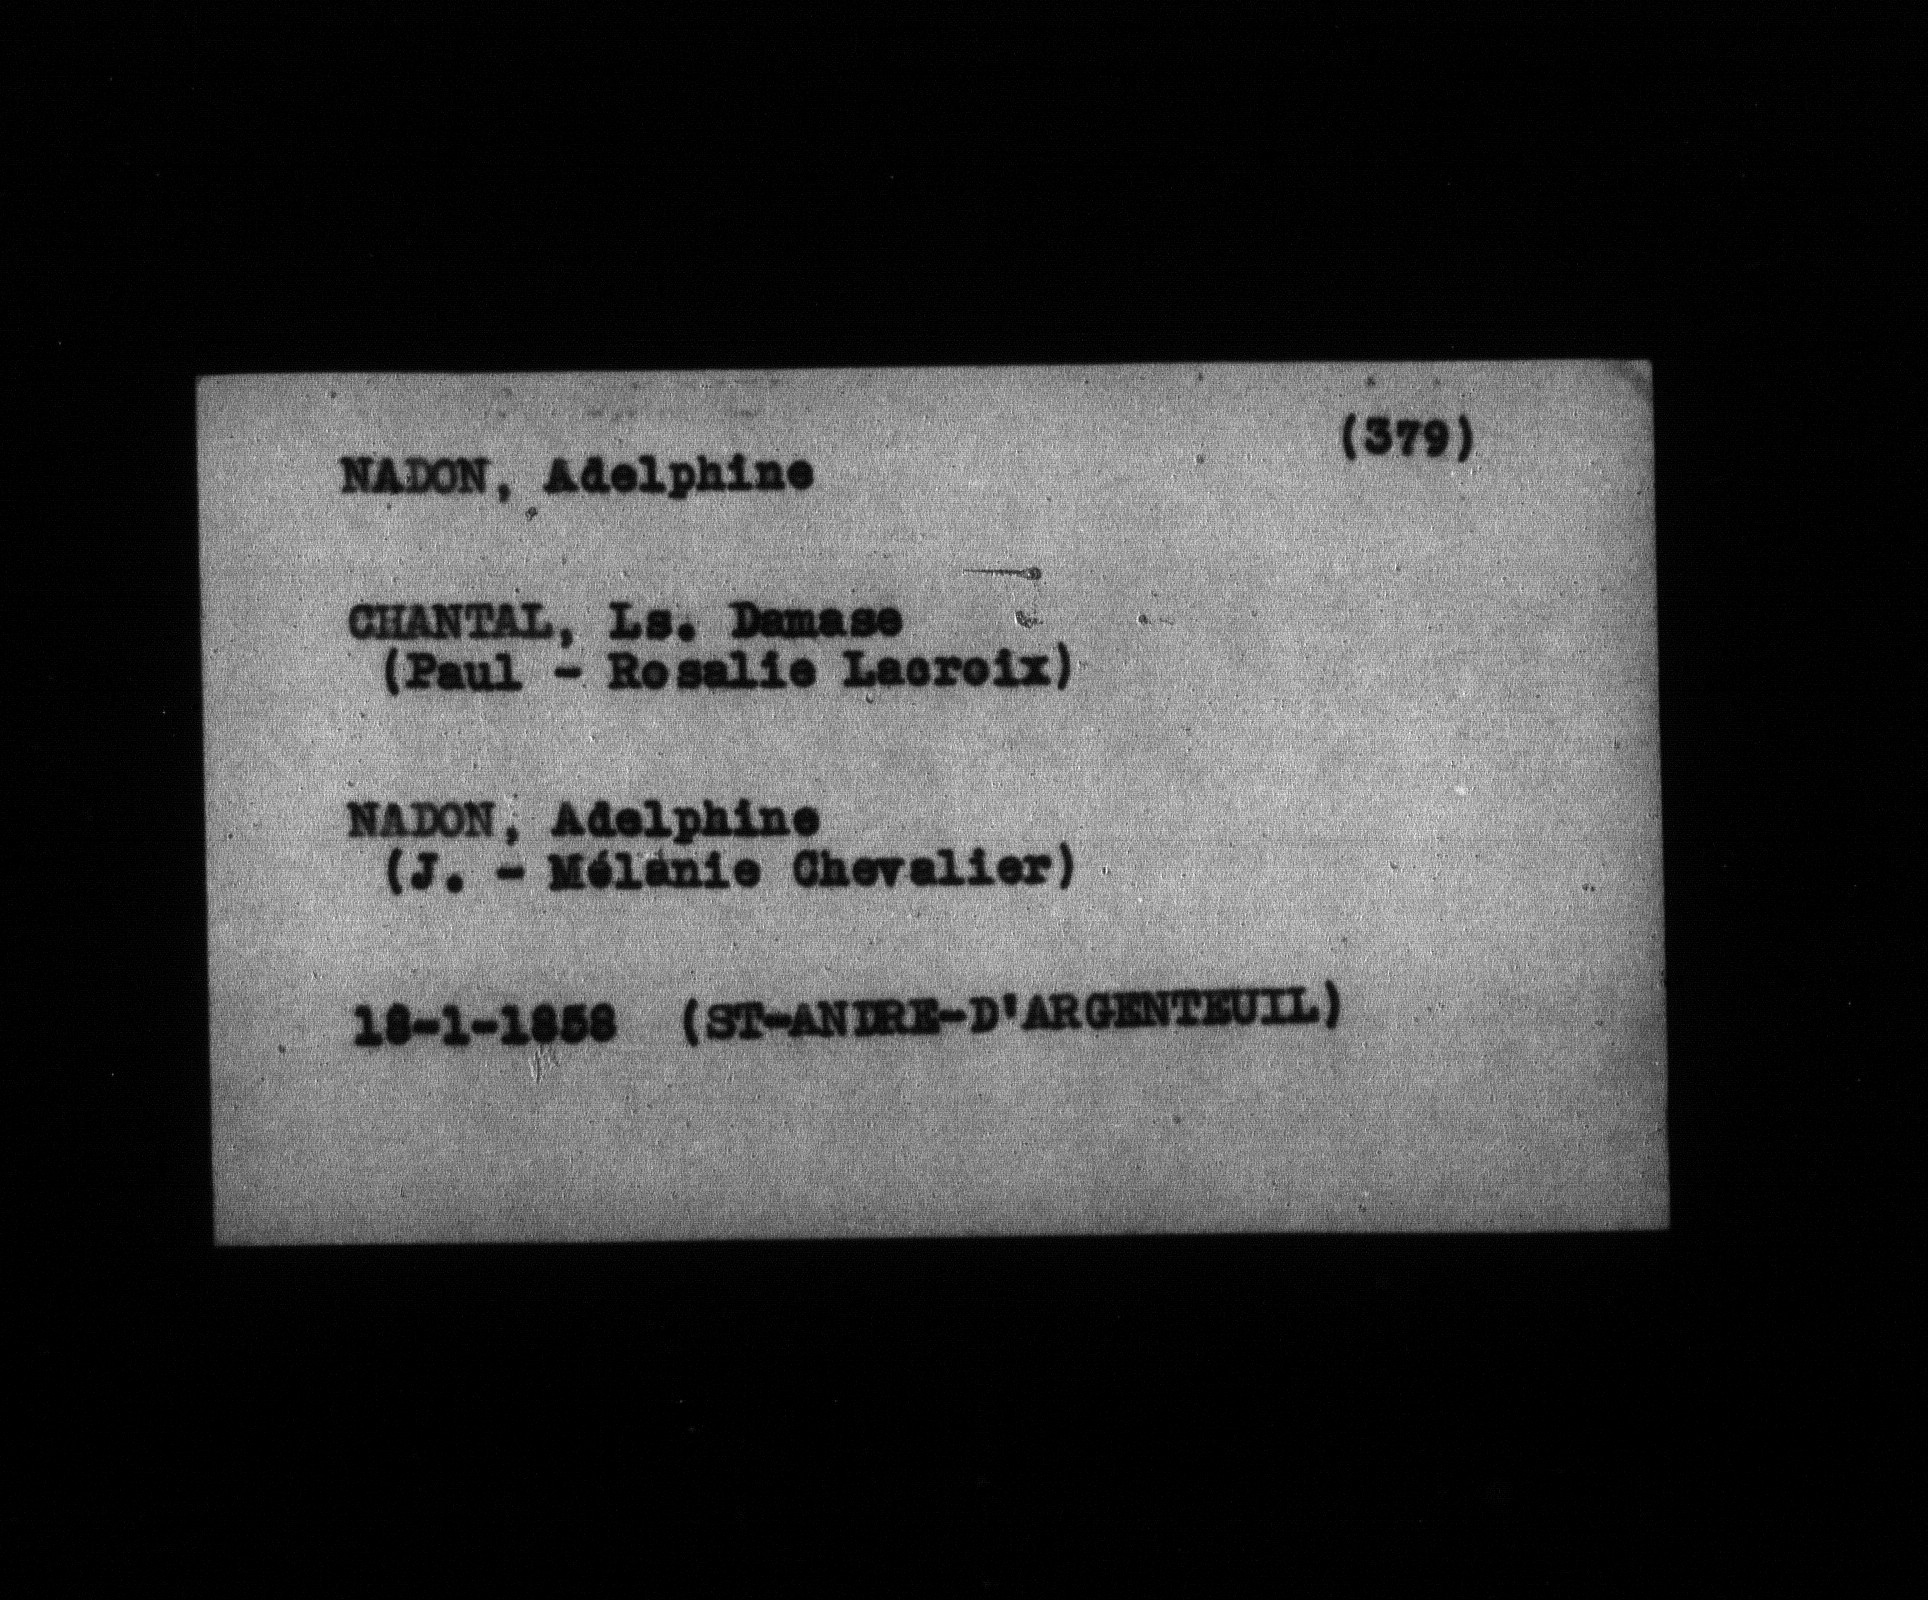 (379)
NADON, Adelphine
CHANTAL, Ls. Damase
(Paul - Rosalie Lacroix)
NADON, Adelphine
(J. - Mélanie Chevalier)
18-1-1858 (ST-ANDRE-D'ARGENTEUIL)